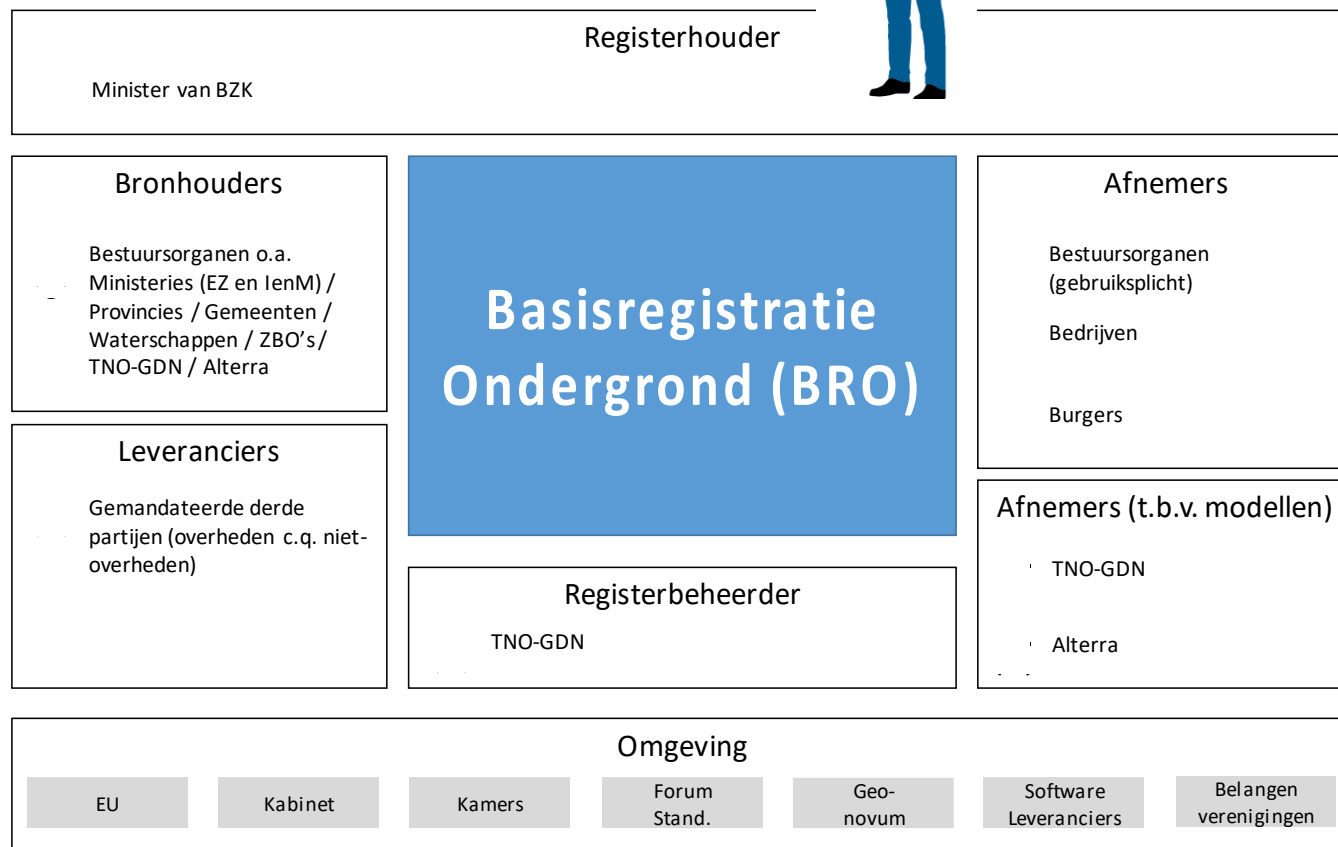 Registerhouder
Minister van BZK
Bronhouders
Bestuursorganen o.a.
Ministeries (EZ en IenM) /
Provincies / Gemeenten /
Waterschappen / ZBO's /
TNO-GDN / Alterra
Leveranciers
Gemandateerde derde
partijen (overheden c.q. niet-
overheden)
Basisregistratie
Ondergrond (BRO)
Registerbeheerder
TNO-GDN
Afnemers
Bestuursorganen
(gebruiksplicht)
Bedrijven
Burgers
Afnemers (t.b.v. modellen)
TNO-GDN
Alterra
Omgeving
EU
Kabinet
Kamers
Forum
Stand.
Geo-
novum
Software
Leveranciers
Belangen
verenigingen